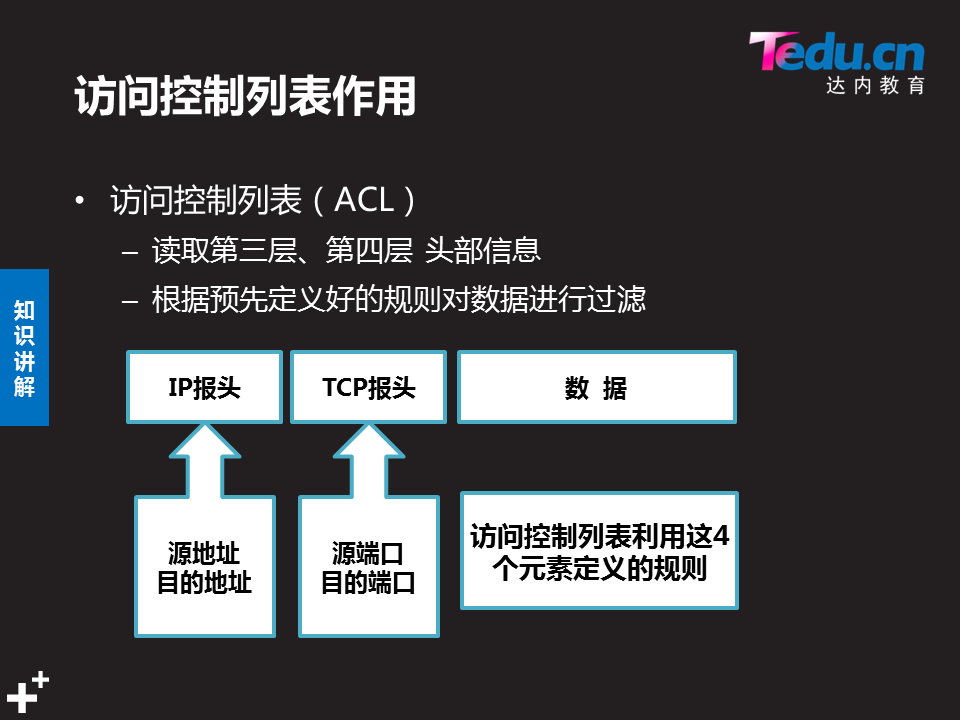 Tedu.cn
达内教育
访问控制列表作用
• 访问控制列表（ACL）
– 读取第三层、第四层 头部信息
– 根据预先定义好的规则对数据进行过滤
知
识
讲
解
IP报头
TCP报头
数 据
源地址
目的地址
源端口
目的端口
访问控制列表利用这4
个元素定义的规则